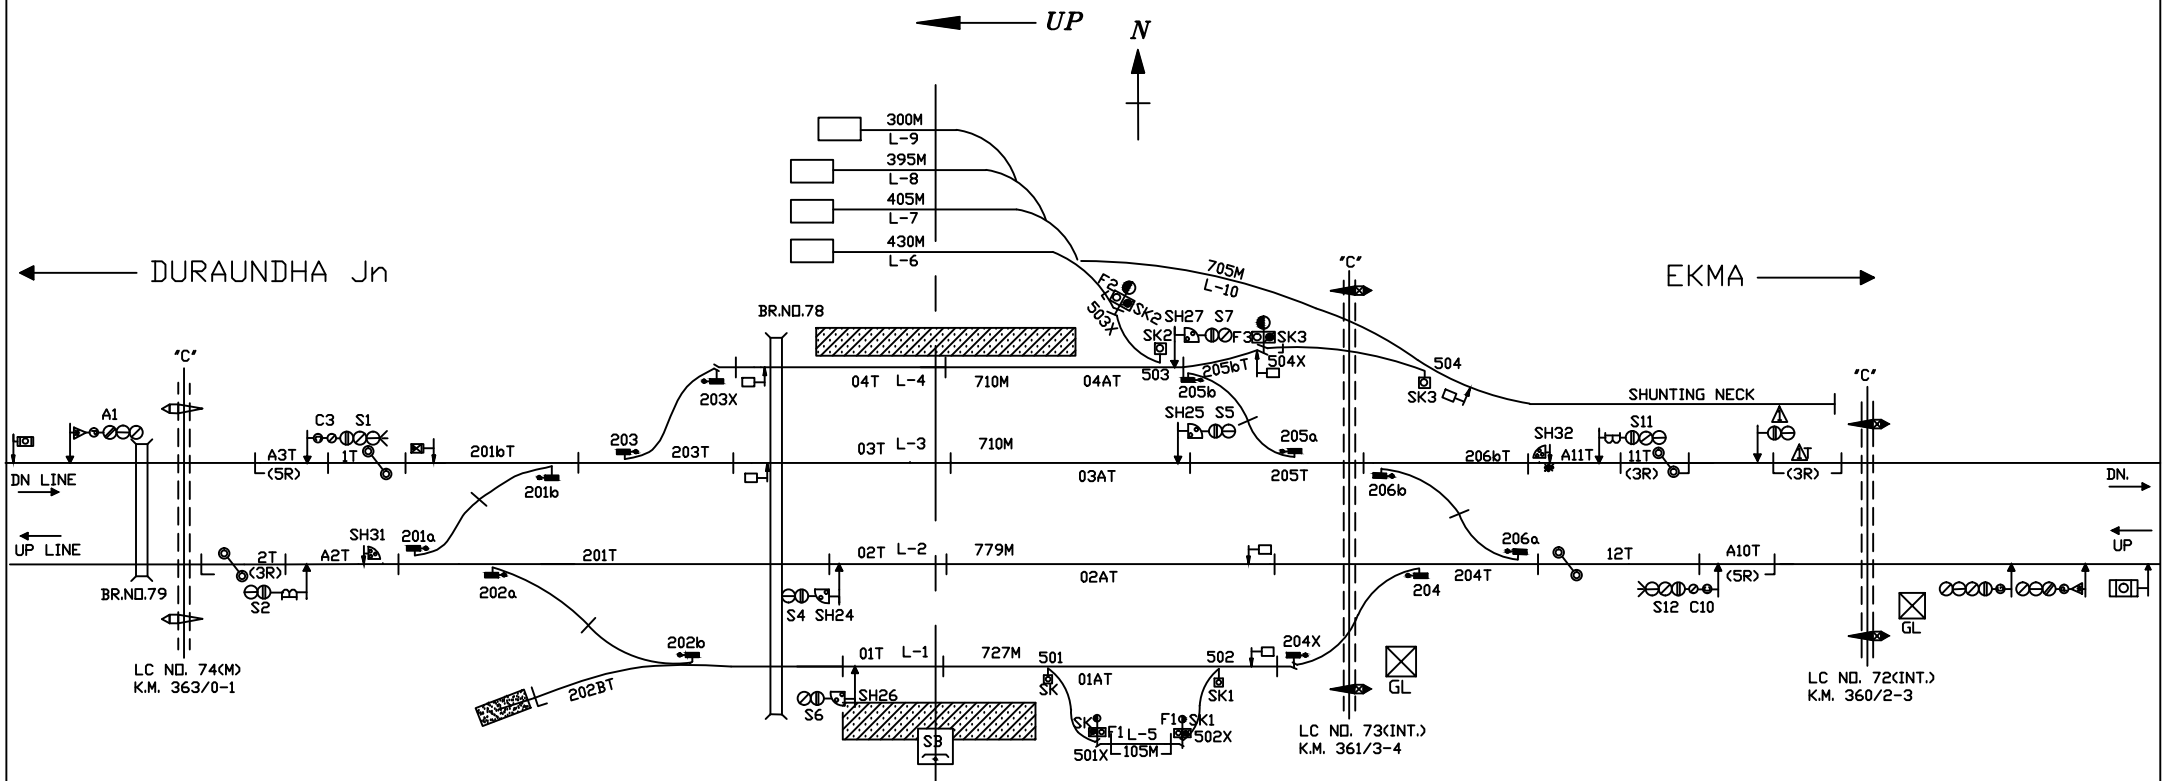 UP
N
300M
L-9
395M
L-8
405M
L-7
430M
L-6
DURAUNDHA Jn
705M
L-10
"C"
EKMA
F2
SK2
503X
BR.NO.78
SH27 S7
SK2
F3
SK3
504X
"C"
504
04T L-4 710M 04AT
503
205bT
205b
SK3
"C"
203X
SHUNTING NECK
A1
C3 S1
SH25 S5
S11
203
205a
SH32
A3T
(5R)
1T
201bT
203T
03T L-3 710M
03AT
205T
206bT
A11T
11T
(3R)
(3R)
DN LINE
201b
206b
DN.
UP LINE
SH31
201a
206a
UP
2T
(3R)
A2T
201T
02T L-2 779M
02AT
204T
12T
A10T
(5R)
BR.NO.79
S2
202a
S4 SH24
204
S12 C10
GL
LC NO. 74(M)
K.M. 363/0-1
202b
01T L-1 727M
501
502
204X
01AT
GL
LC NO. 72(INT.)
K.M. 360/2-3
202BT
S6
SH26
SK
SK1
SK
F1
L-5
F1
SK1
501X
105M
502X
SB
LC NO. 73(INT.)
K.M. 361/3-4